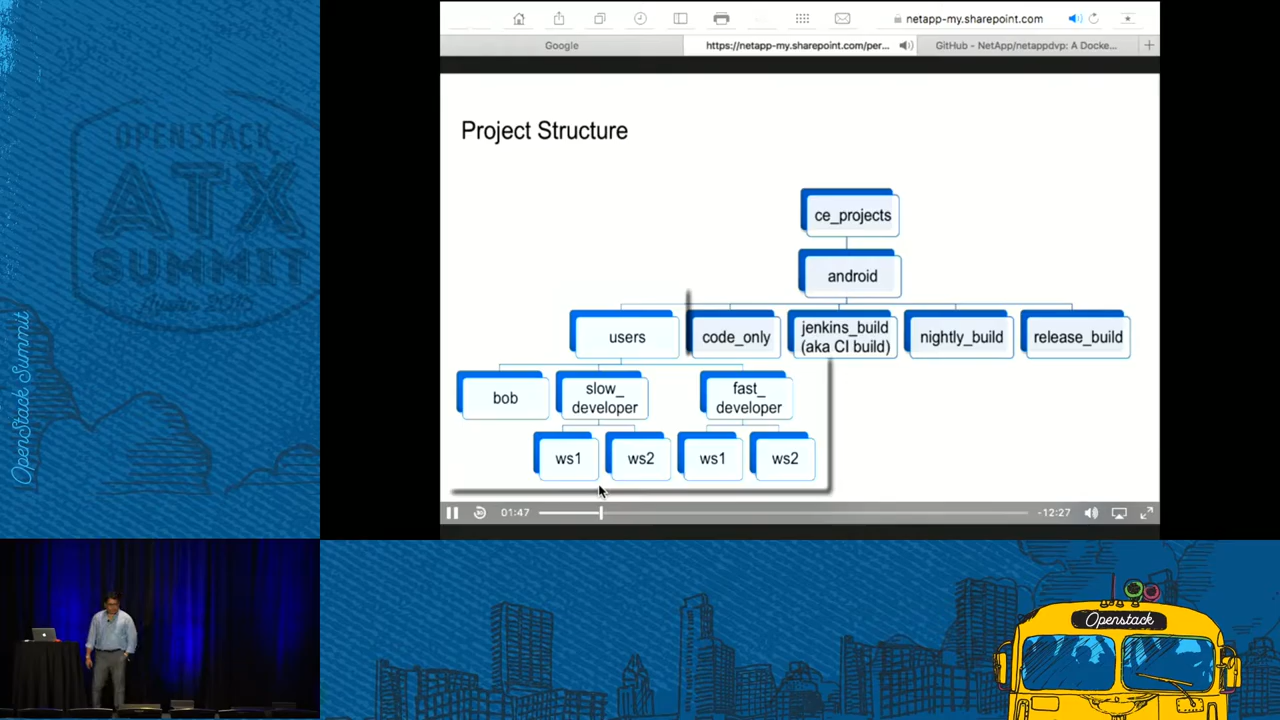 netapp-my.sharepoint.com
Google
https://netapp-my.sharepoint.com/per...
GitHub - NetApp/netappdvp: A Docke...
Project Structure
ce_projects
android
users
code_only
jenkins_build
(aka CI build)
nightly_build
release_build
bob
slow_
developer
fast_
developer
ws1
ws2
ws1
ws2
01:47
-12:27
OPENSTACK
ATX
SUMMIT
OpenStack Summit
Openstack